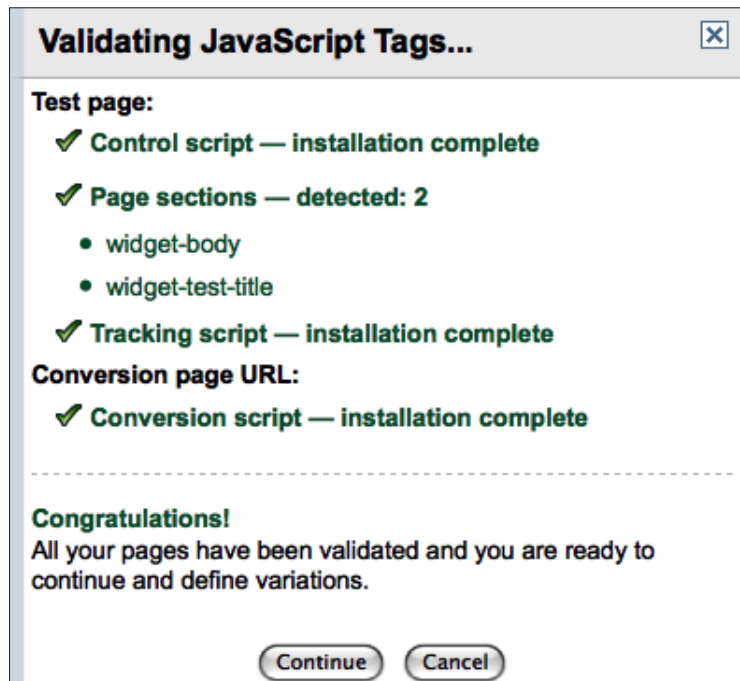 Validating JavaScript Tags...
Test page:
Control script — installation complete
Page sections — detected: 2
widget-body
widget-test-title
Tracking script — installation complete
Conversion page URL:
Conversion script — installation complete
Congratulations!
All your pages have been validated and you are ready to
continue and define variations.
Continue Cancel